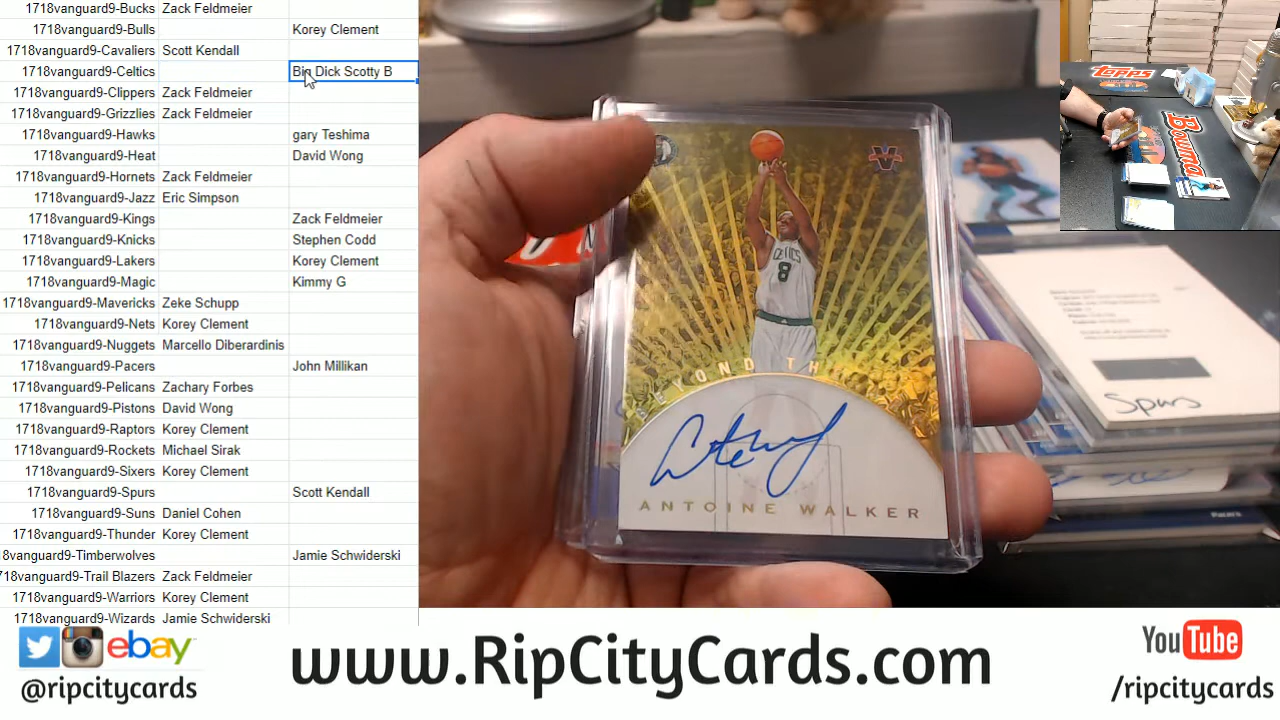 1718vanguard9-Bucks Zack Feldmeier
1718vanguard9-Bulls Korey Clement
1718vanguard9-Cavaliers Scott Kendall
1718vanguard9-Celtics Big Dick Scotty B
1718vanguard9-Clippers Zack Feldmeier
1718vanguard9-Grizzlies Zack Feldmeier
1718vanguard9-Hawks gary Teshima
1718vanguard9-Heat David Wong
1718vanguard9-Hornets Zack Feldmeier
1718vanguard9-Jazz Eric Simpson
1718vanguard9-Kings Zack Feldmeier
1718vanguard9-Knicks Stephen Codd
1718vanguard9-Lakers Korey Clement
1718vanguard9-Magic Kimmy G
1718vanguard9-Mavericks Zeke Schupp
1718vanguard9-Nets Korey Clement
1718vanguard9-Nuggets Marcello Diberardinis
1718vanguard9-Pacers John Millikan
1718vanguard9-Pelicans Zachary Forbes
1718vanguard9-Pistons David Wong
1718vanguard9-Raptors Korey Clement
1718vanguard9-Rockets Michael Sirak
1718vanguard9-Sixers Korey Clement
1718vanguard9-Spurs Scott Kendall
1718vanguard9-Suns Daniel Cohen
1718vanguard9-Thunder Korey Clement
8vanguard9-Timberwolves Jamie Schwiderski
718vanguard9-Trail Blazers Zack Feldmeier
1718vanguard9-Warriors Korey Clement
1718vanguard9-Wizards Jamie Schwiderski
V
CELTICS
8
BEYOND TH
ANTOINE WALKER
Spurs
Pacers
Topps
Bowma
ebay
@ripcitycards
www.RipCityCards.com
YouTube
/ripcitycards